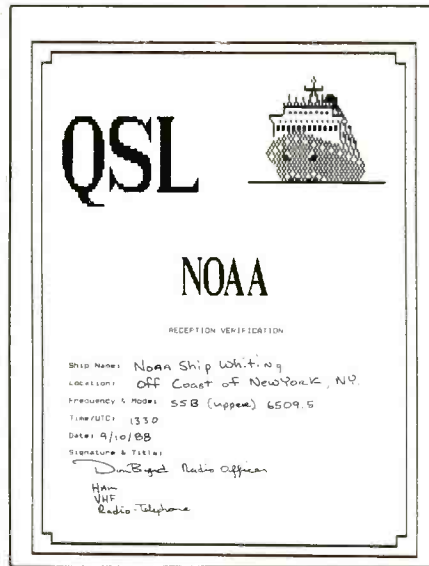 QSL
NOAA
RECEPTION VERIFICATION
Ship Name: NOAA Ship Whiting
Location: Off Coast of New York, NY.
Frequency & Mode: SSB (upper) 6509.5
Time/UTC: 1330
Date: 9/10/88
Signature & Title:
Radio Officer
HAM
VHF
Radio-Telephone